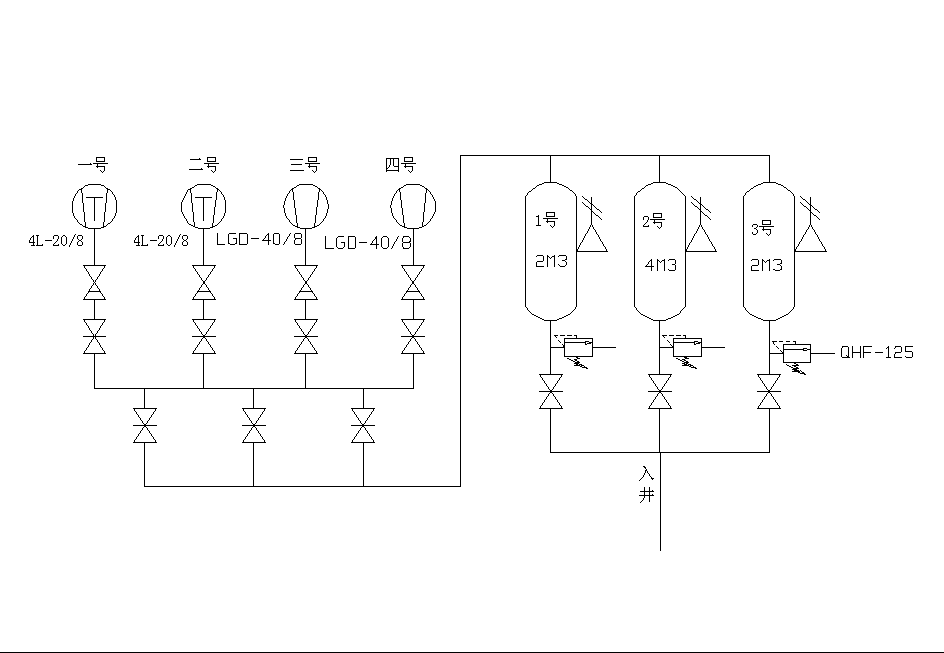 一号
二号
三号
四号
4L-20/8
4L-20/8
LGD-40/8
LGD-40/8
1号
2M3
2号
4M3
3号
2M3
QHF-125
入
井